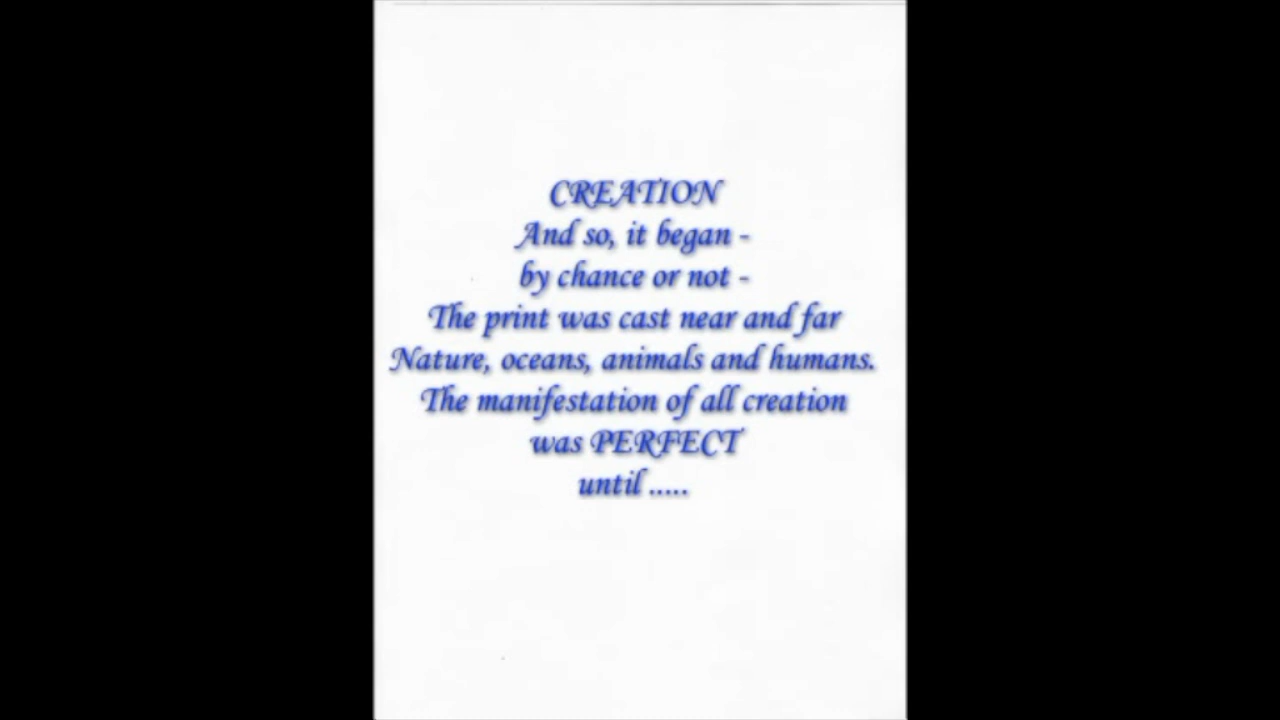 CREATION
And so, it began -
by chance or not -
The print was cast near and far
Nature, oceans, animals and humans.
The manifestation of all creation
was PERFECT
until .....